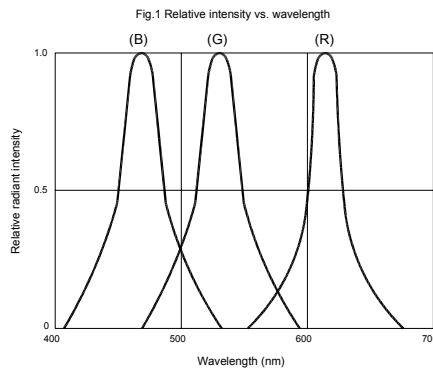 Fig.1 Relative intensity vs. wavelength
(B) (G) (R)
1.0
Relative radiant intensity
0.5
0
400 500 600 70
Wavelength (nm)